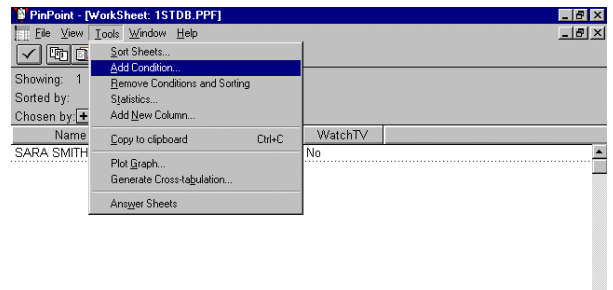 PinPoint - [WorkSheet: 1STDB.PPF]
File View Tools Window Help
Sort Sheets...
Add Condition...
Showing: 1
Remove Conditions and Sorting
Sorted by:
Statistics...
Chosen by:
Add New Column...
Name
Copy to clipboard Ctrl+C
WatchTV
SARA SMITH
No
Plot Graph...
Generate Cross-tabulation...
Answer Sheets